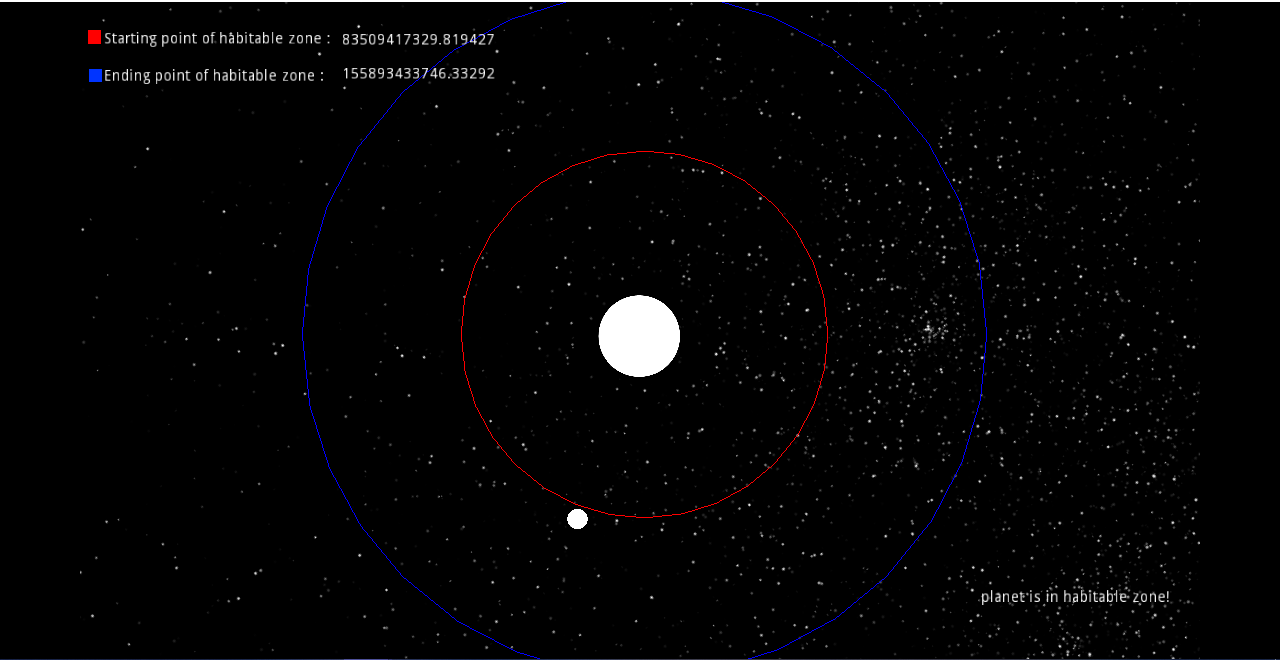 Starting point of habitable zone : 83509417329.819427
Ending point of habitable zone : 155893433746.33292
planet is in habitable zone!